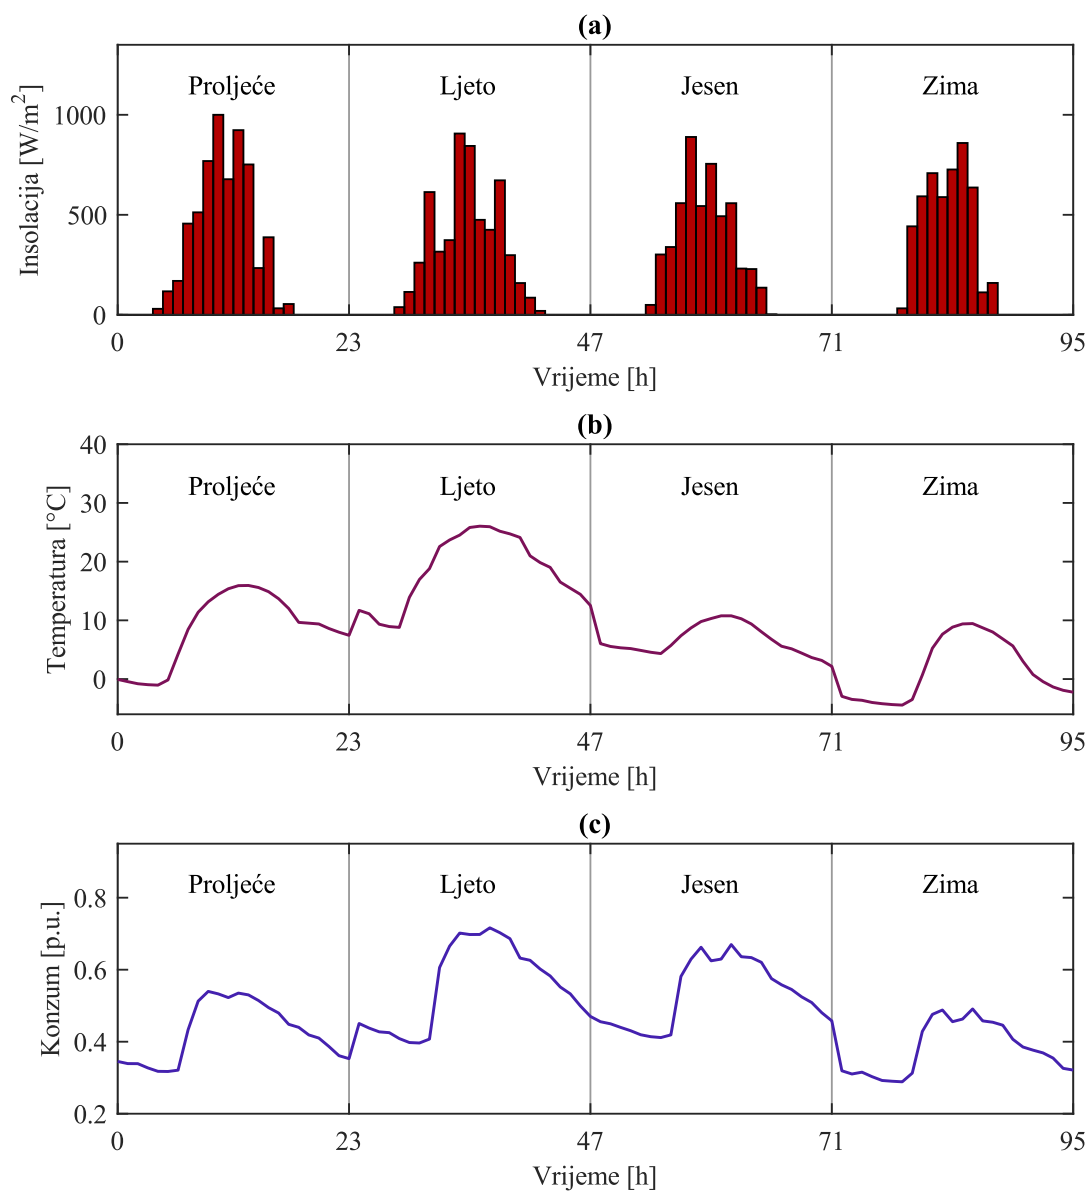 (a)
Proljeće Ljeto Jesen Zima
Insolacija [W/m²]
1000
500
0
0 23 47 71 95
Vrijeme [h]
(b)
Proljeće Ljeto Jesen Zima
Temperatura [°C]
40
30
20
10
0
0 23 47 71 95
Vrijeme [h]
(c)
Proljeće Ljeto Jesen Zima
Konzum [p.u.]
0.8
0.6
0.4
0.2
0 23 47 71 95
Vrijeme [h]